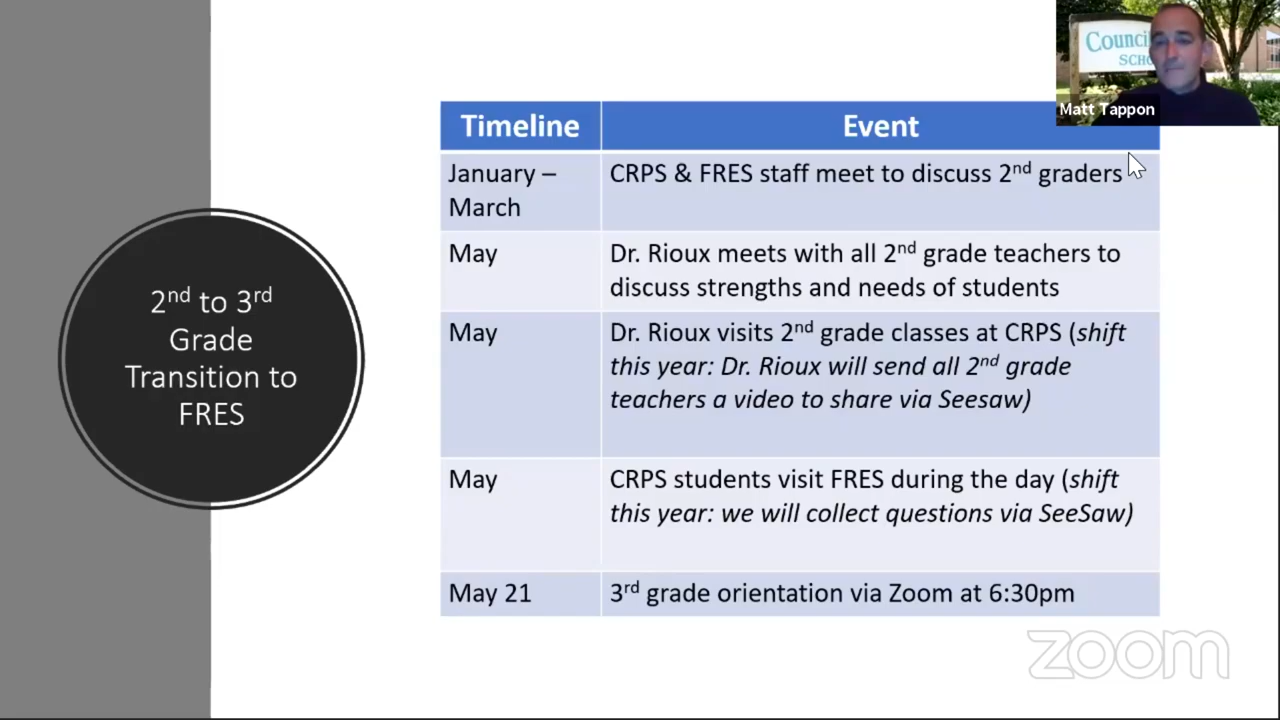 Counci
SCHO
Matt Tappon
Timeline
Event
January –
March
CRPS & FRES staff meet to discuss 2nd graders
May
Dr. Rioux meets with all 2nd grade teachers to
discuss strengths and needs of students
May
Dr. Rioux visits 2nd grade classes at CRPS (shift
this year: Dr. Rioux will send all 2nd grade
teachers a video to share via Seesaw)
May
CRPS students visit FRES during the day (shift
this year: we will collect questions via SeeSaw)
May 21
3rd grade orientation via Zoom at 6:30pm
2nd to 3rd
Grade
Transition to
FRES
zoom